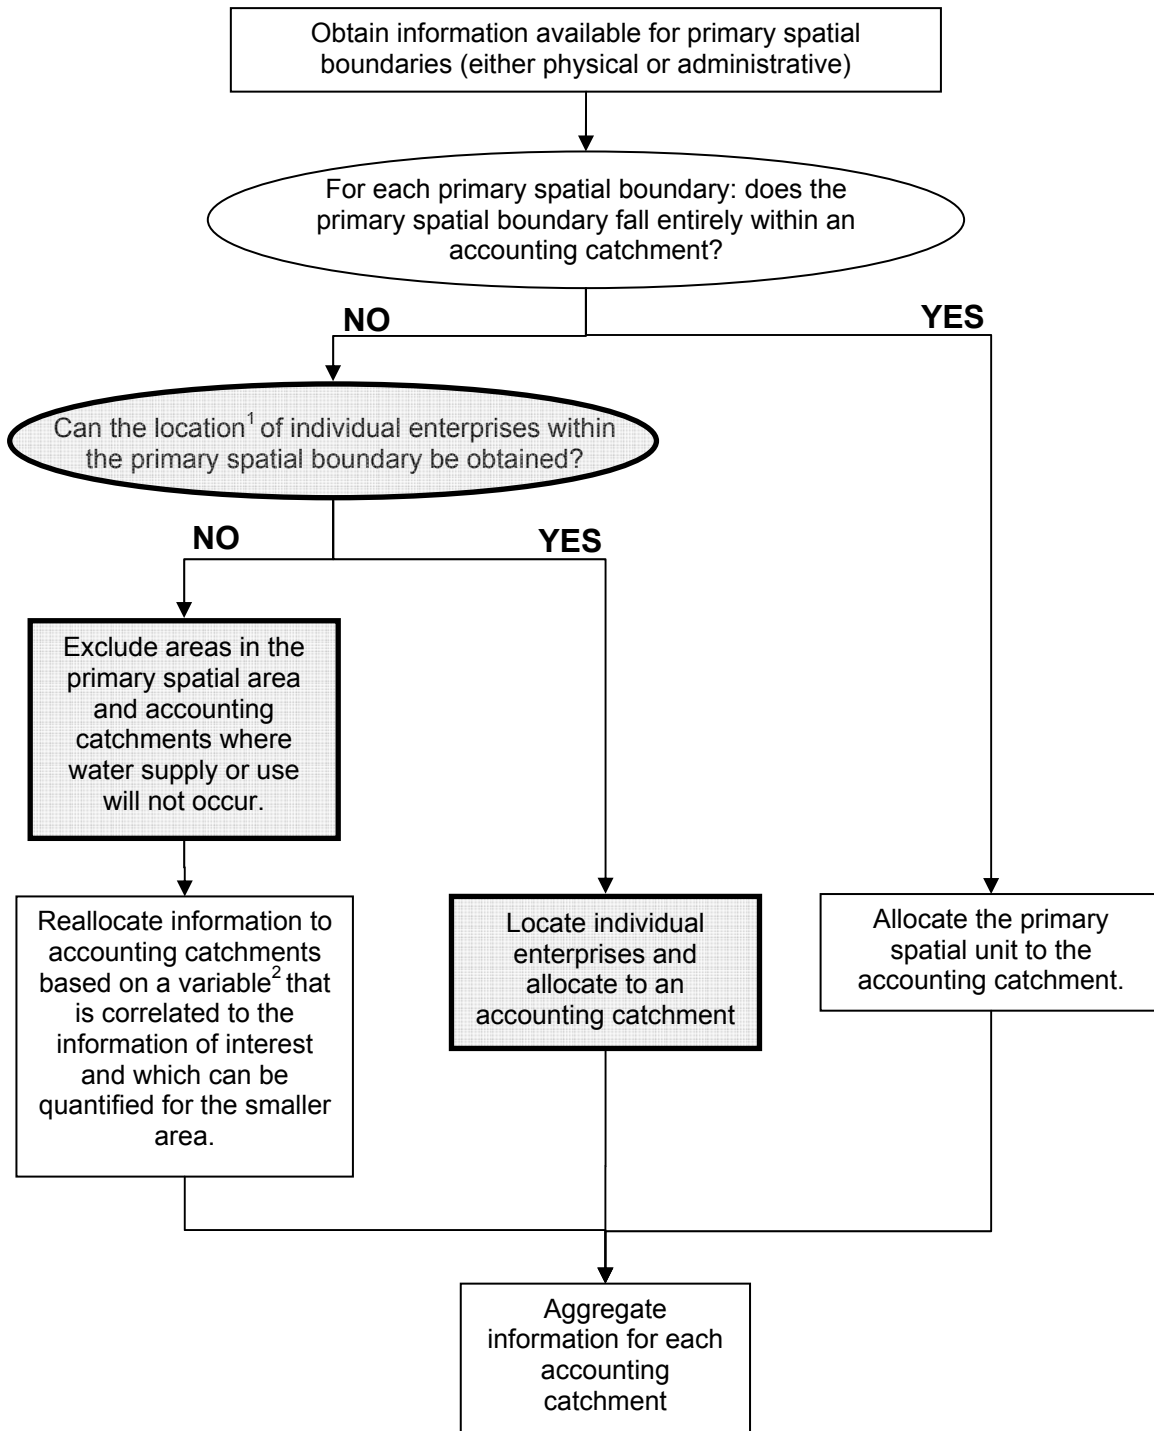 Obtain information available for primary spatial
boundaries (either physical or administrative)
For each primary spatial boundary: does the
primary spatial boundary fall entirely within an
accounting catchment?
NO
YES
Can the location¹ of individual enterprises within
the primary spatial boundary be obtained?
NO
YES
Exclude areas in the
primary spatial area
and accounting
catchments where
water supply or use
will not occur.
Reallocate information to
accounting catchments
based on a variable² that
is correlated to the
information of interest
and which can be
quantified for the smaller
area.
Locate individual
enterprises and
allocate to an
accounting catchment
Allocate the primary
spatial unit to the
accounting catchment.
Aggregate
information for each
accounting
catchment